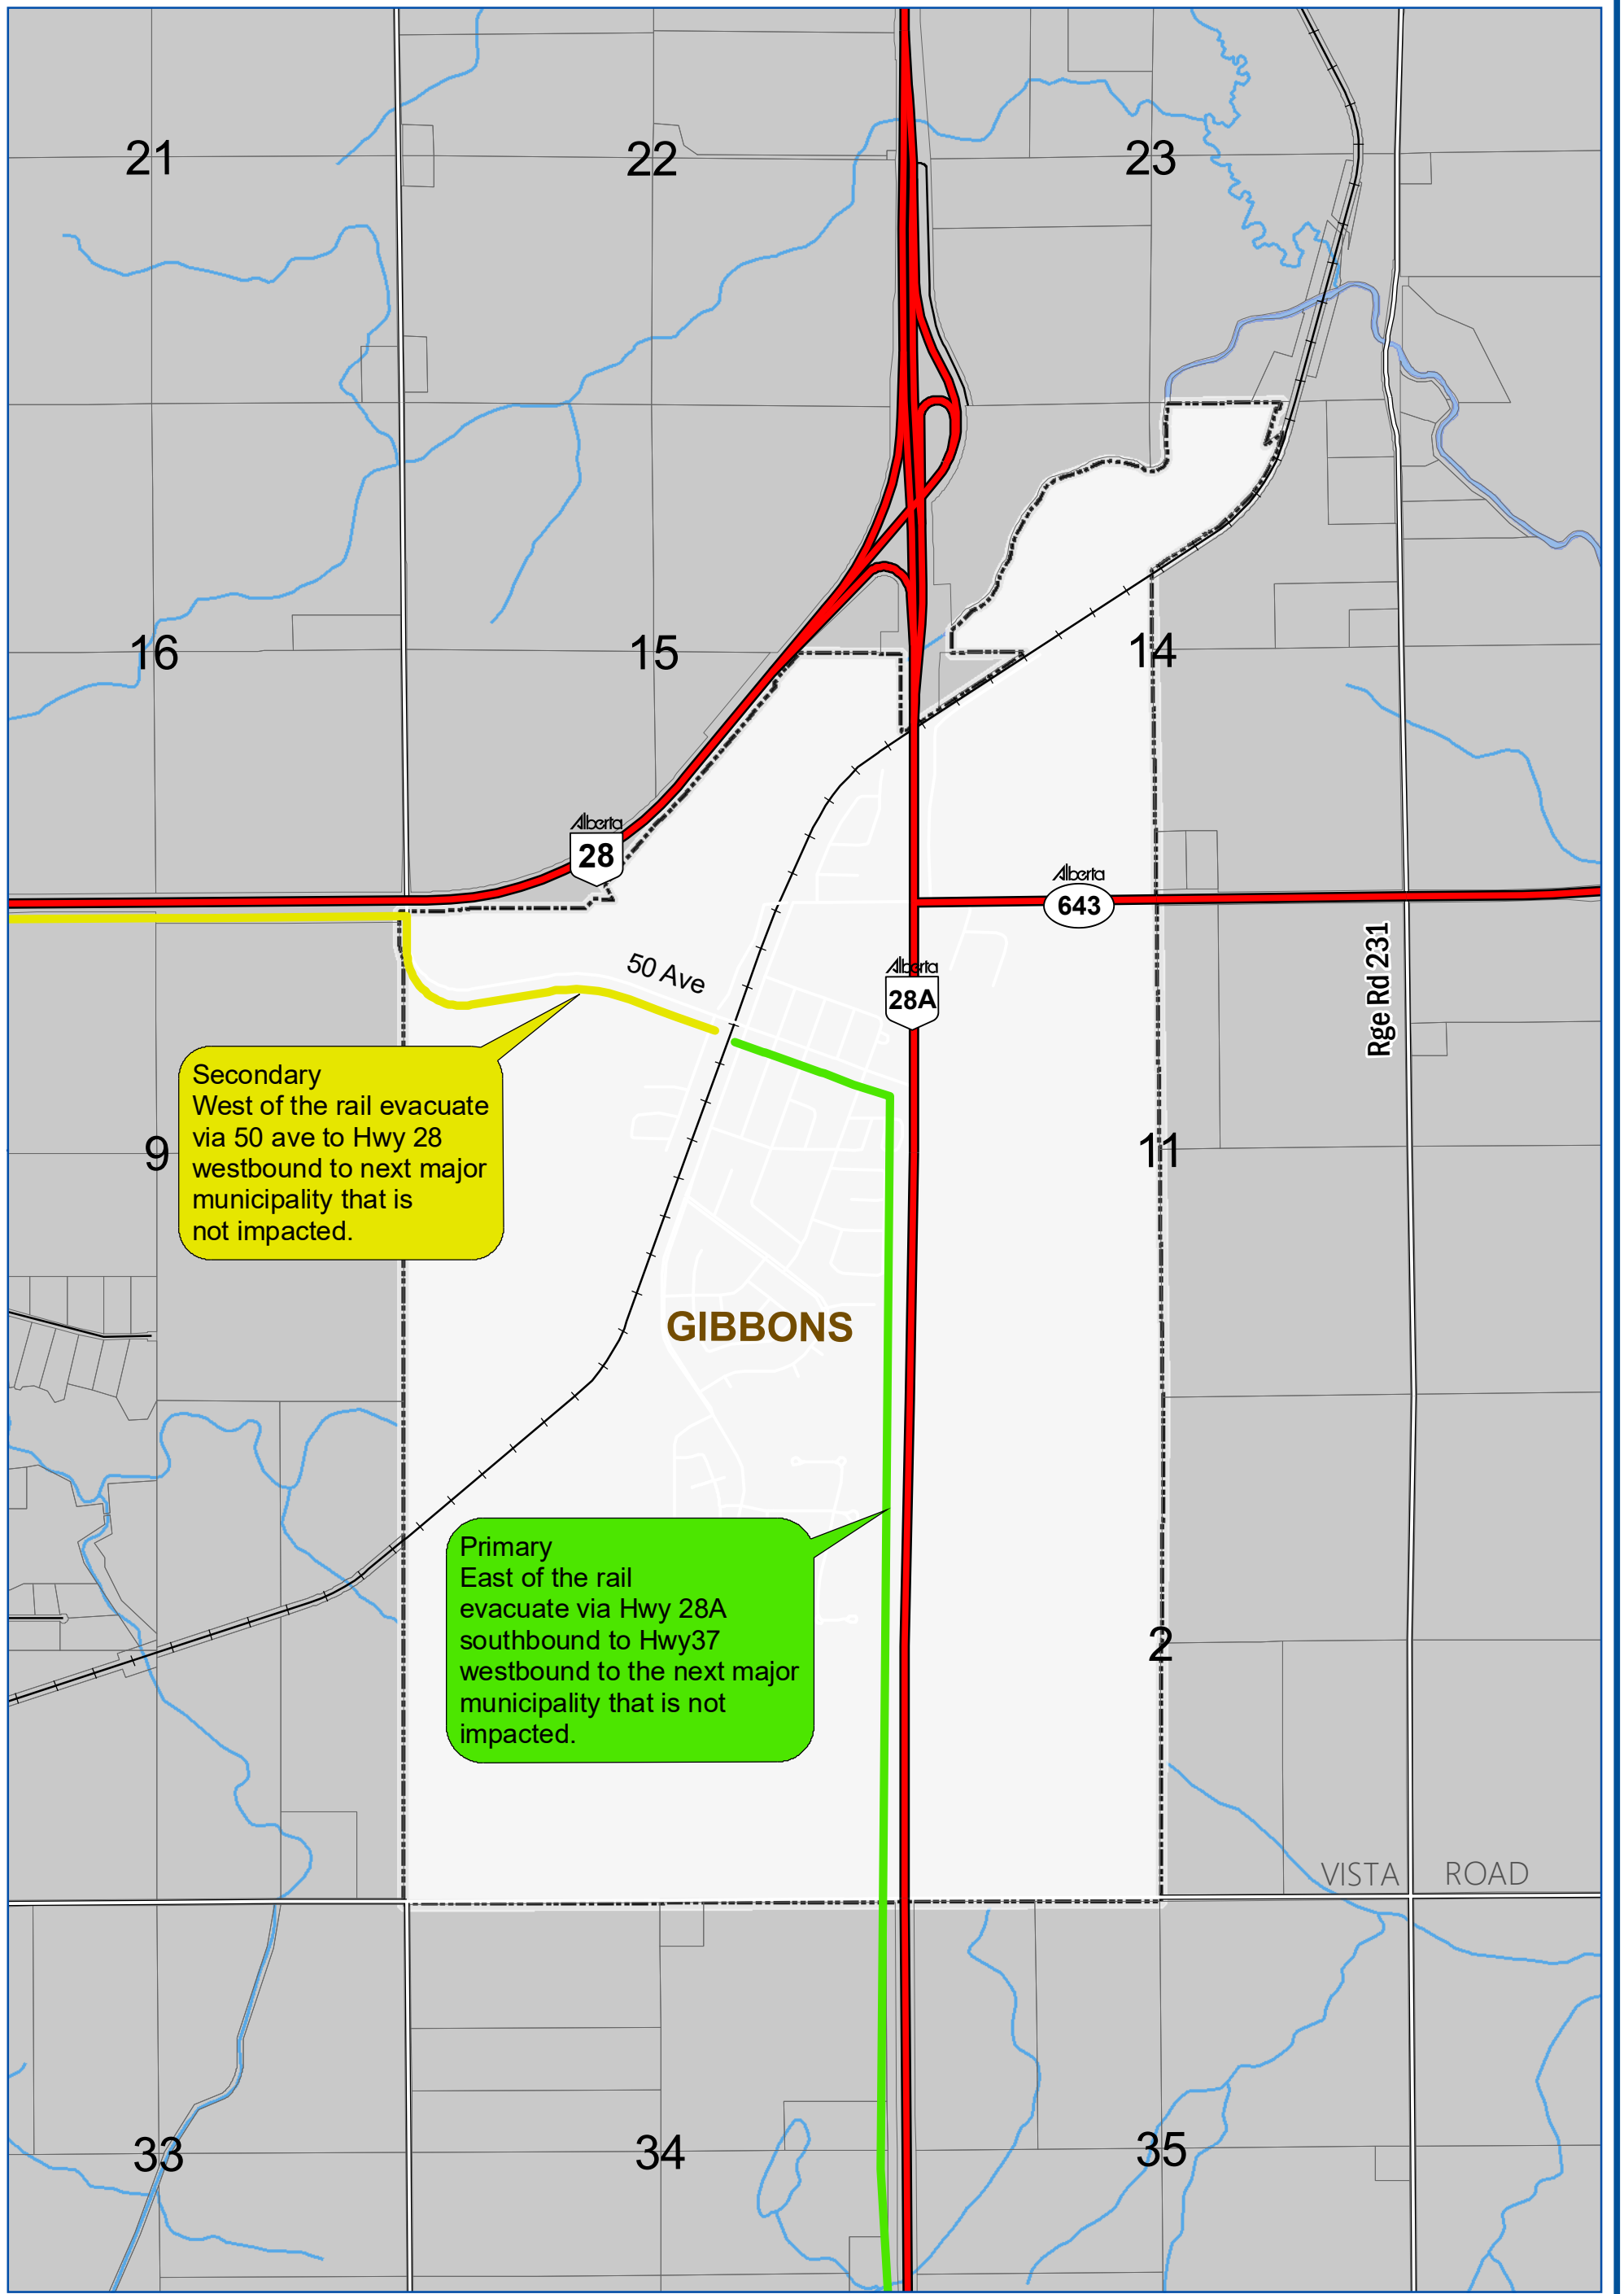 21
22
23
16
15
14
Alberta
28
Alberta
643
50 Ave
Alberta
28A
Rge Rd 231
Secondary
West of the rail evacuate
via 50 ave to Hwy 28
westbound to next major
municipality that is
not impacted.
9
11
GIBBONS
Primary
East of the rail
evacuate via Hwy 28A
southbound to Hwy37
westbound to the next major
municipality that is not
impacted.
2
VISTA ROAD
33
34
35